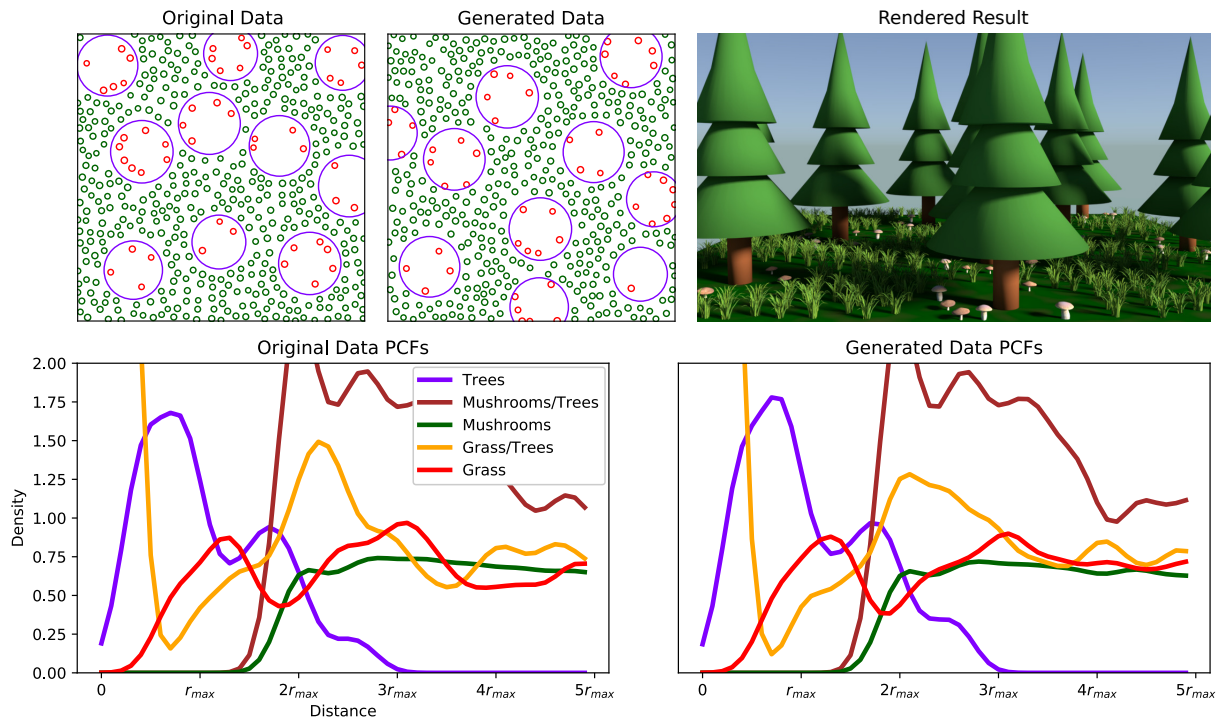 Original Data
Generated Data
Rendered Result
Original Data PCFs
Generated Data PCFs
2.00
1.75
1.50
1.25
1.00
0.75
0.50
0.25
0.00
Density
Trees
Mushrooms/Trees
Mushrooms
Grass/Trees
Grass
0
r_max
2r_max
3r_max
4r_max
5r_max
Distance
0
r_max
2r_max
3r_max
4r_max
5r_max